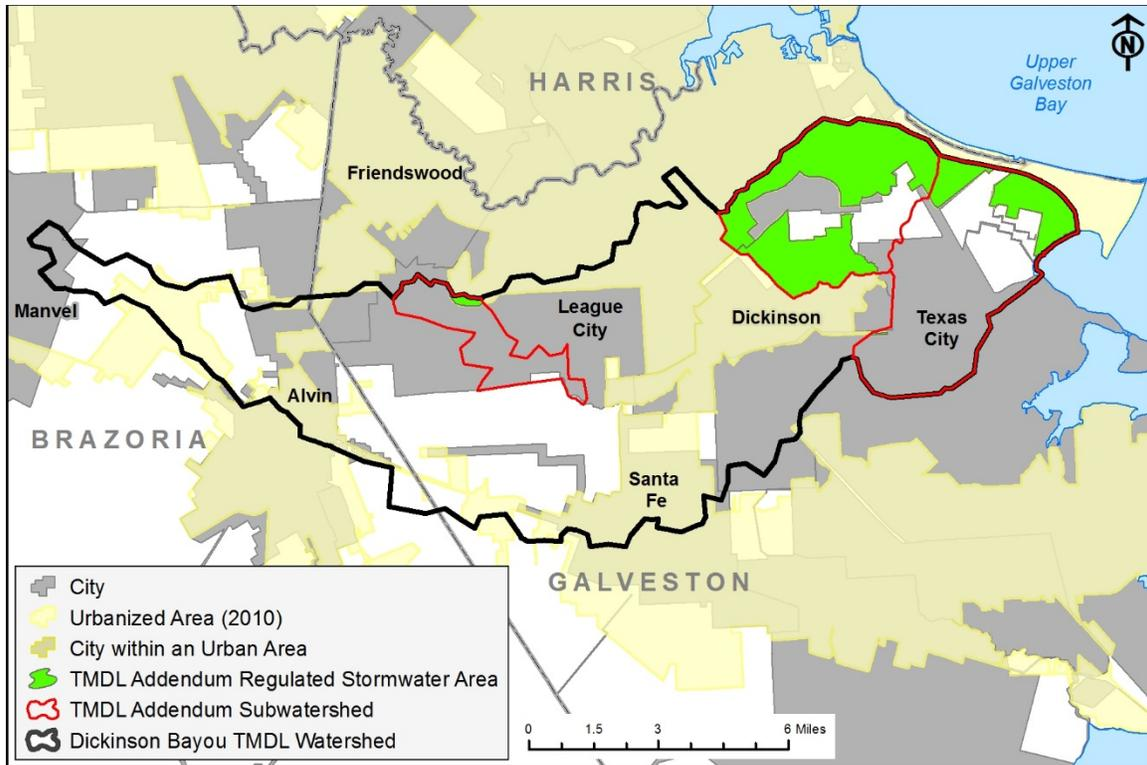 N
Upper
Galveston
Bay
HARRIS
Friendswood
Manvel
League
City
Dickinson
Texas
City
Alvin
BRAZORIA
Santa
Fe
GALVESTON
City
Urbanized Area (2010)
City within an Urban Area
TMDL Addendum Regulated Stormwater Area
TMDL Addendum Subwatershed
Dickinson Bayou TMDL Watershed
0 1.5 3 6 Miles